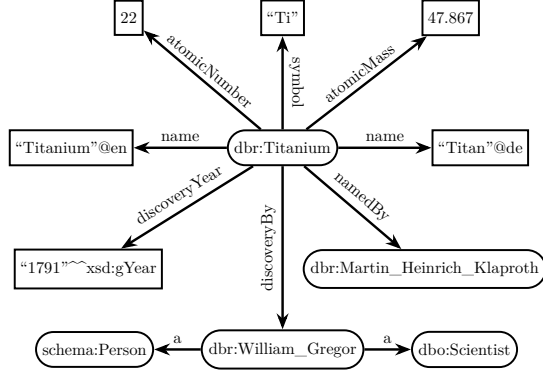 22
“Ti”
47.867
atomicNumber
symbol
atomicMass
“Titanium”@en
name
dbr:Titanium
name
“Titan”@de
discoveryYear
discoveryBy
namedBy
“1791”^^xsd:gYear
dbr:Martin_Heinrich_Klaproth
schema:Person
a
dbr:William_Gregor
a
dbo:Scientist